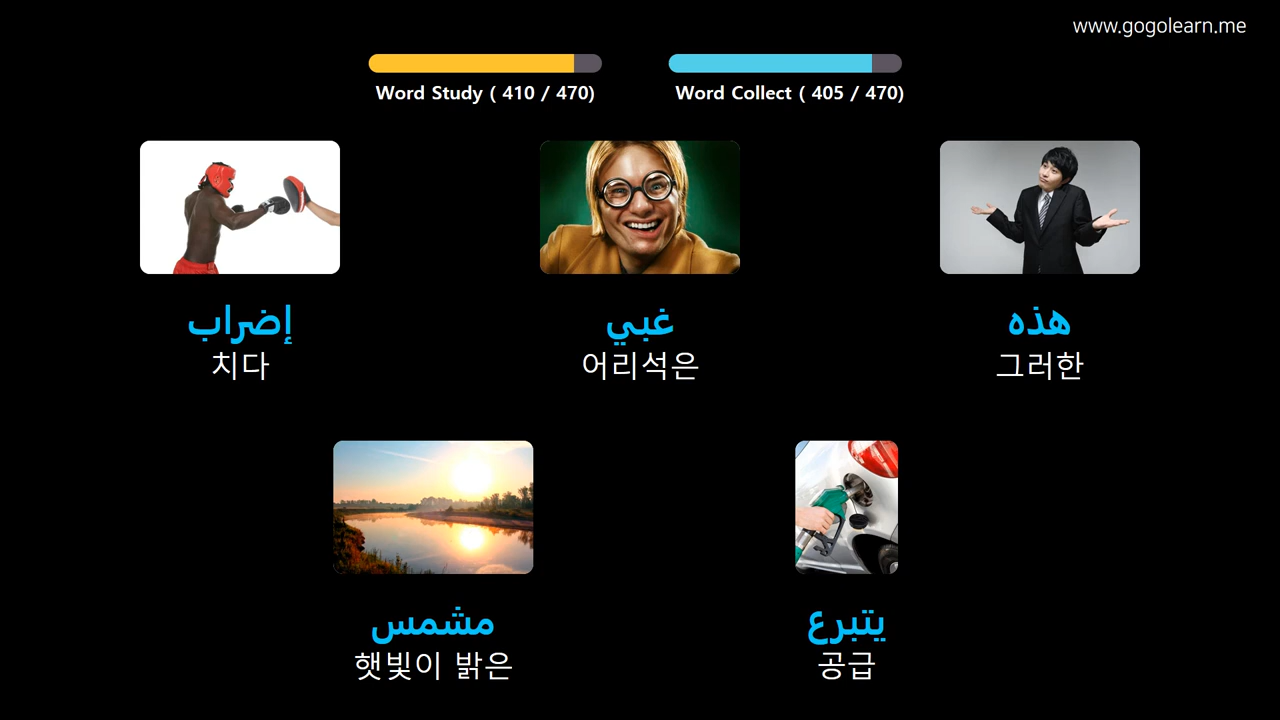 www.gogolearn.me
Word Study ( 410 / 470)
Word Collect ( 405 / 470)
إضراب
치다
غبي
어리석은
هذه
그러한
مشمس
햇빛이 밝은
يتبرع
공급